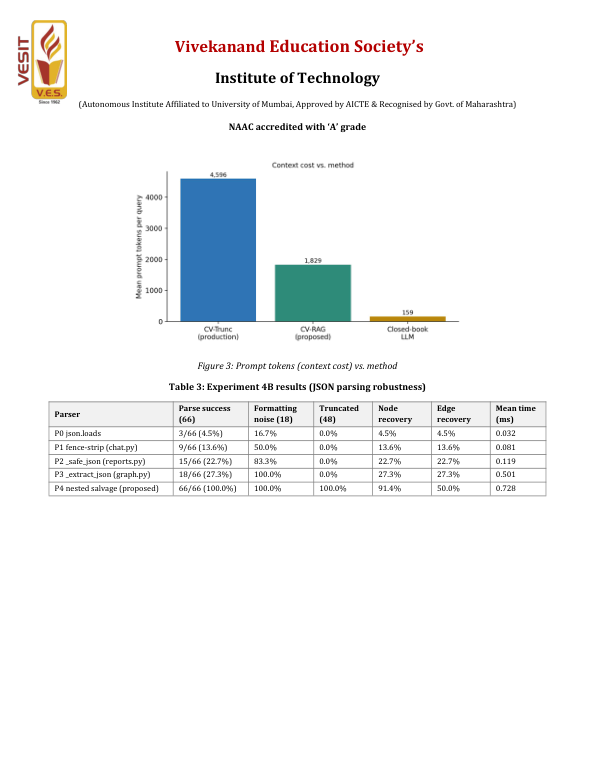 VESIT
V.E.S.
Since 1962
Vivekanand Education Society's
Institute of Technology
(Autonomous Institute Affiliated to University of Mumbai, Approved by AICTE & Recognised by Govt. of Maharashtra)
NAAC accredited with 'A' grade
Context cost vs. method
Mean prompt tokens per query
4000
3000
2000
1000
0
4,596
1,829
159
CV-Trunc
(production)
CV-RAG
(proposed)
Closed-book
LLM
Figure 3: Prompt tokens (context cost) vs. method
Table 3: Experiment 4B results (JSON parsing robustness)
Parser | Parse success (66) | Formatting noise (18) | Truncated (48) | Node recovery | Edge recovery | Mean time (ms)
P0 json.loads | 3/66 (4.5%) | 16.7% | 0.0% | 4.5% | 4.5% | 0.032
P1 fence-strip (chat.py) | 9/66 (13.6%) | 50.0% | 0.0% | 13.6% | 13.6% | 0.081
P2 _safe_json (reports.py) | 15/66 (22.7%) | 83.3% | 0.0% | 22.7% | 22.7% | 0.119
P3 _extract_json (graph.py) | 18/66 (27.3%) | 100.0% | 0.0% | 27.3% | 27.3% | 0.501
P4 nested salvage (proposed) | 66/66 (100.0%) | 100.0% | 100.0% | 91.4% | 50.0% | 0.728